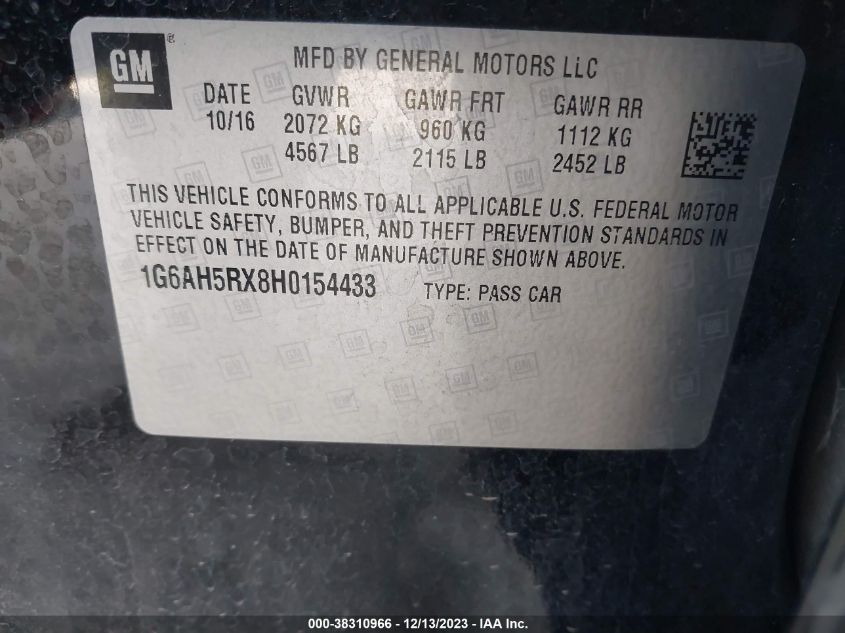 GM
MFD BY GENERAL MOTORS LLC
DATE GVWR GAWR FRT GAWR RR
10/16 2072 KG 960 KG 1112 KG
4567 LB 2115 LB 2452 LB
THIS VEHICLE CONFORMS TO ALL APPLICABLE U.S. FEDERAL MOTOR
VEHICLE SAFETY, BUMPER, AND THEFT PREVENTION STANDARDS IN
EFFECT ON THE DATE OF MANUFACTURE SHOWN ABOVE.
1G6AH5RX8H0154433 TYPE: PASS CAR
000-38310966 - 12/13/2023 - IAA Inc.